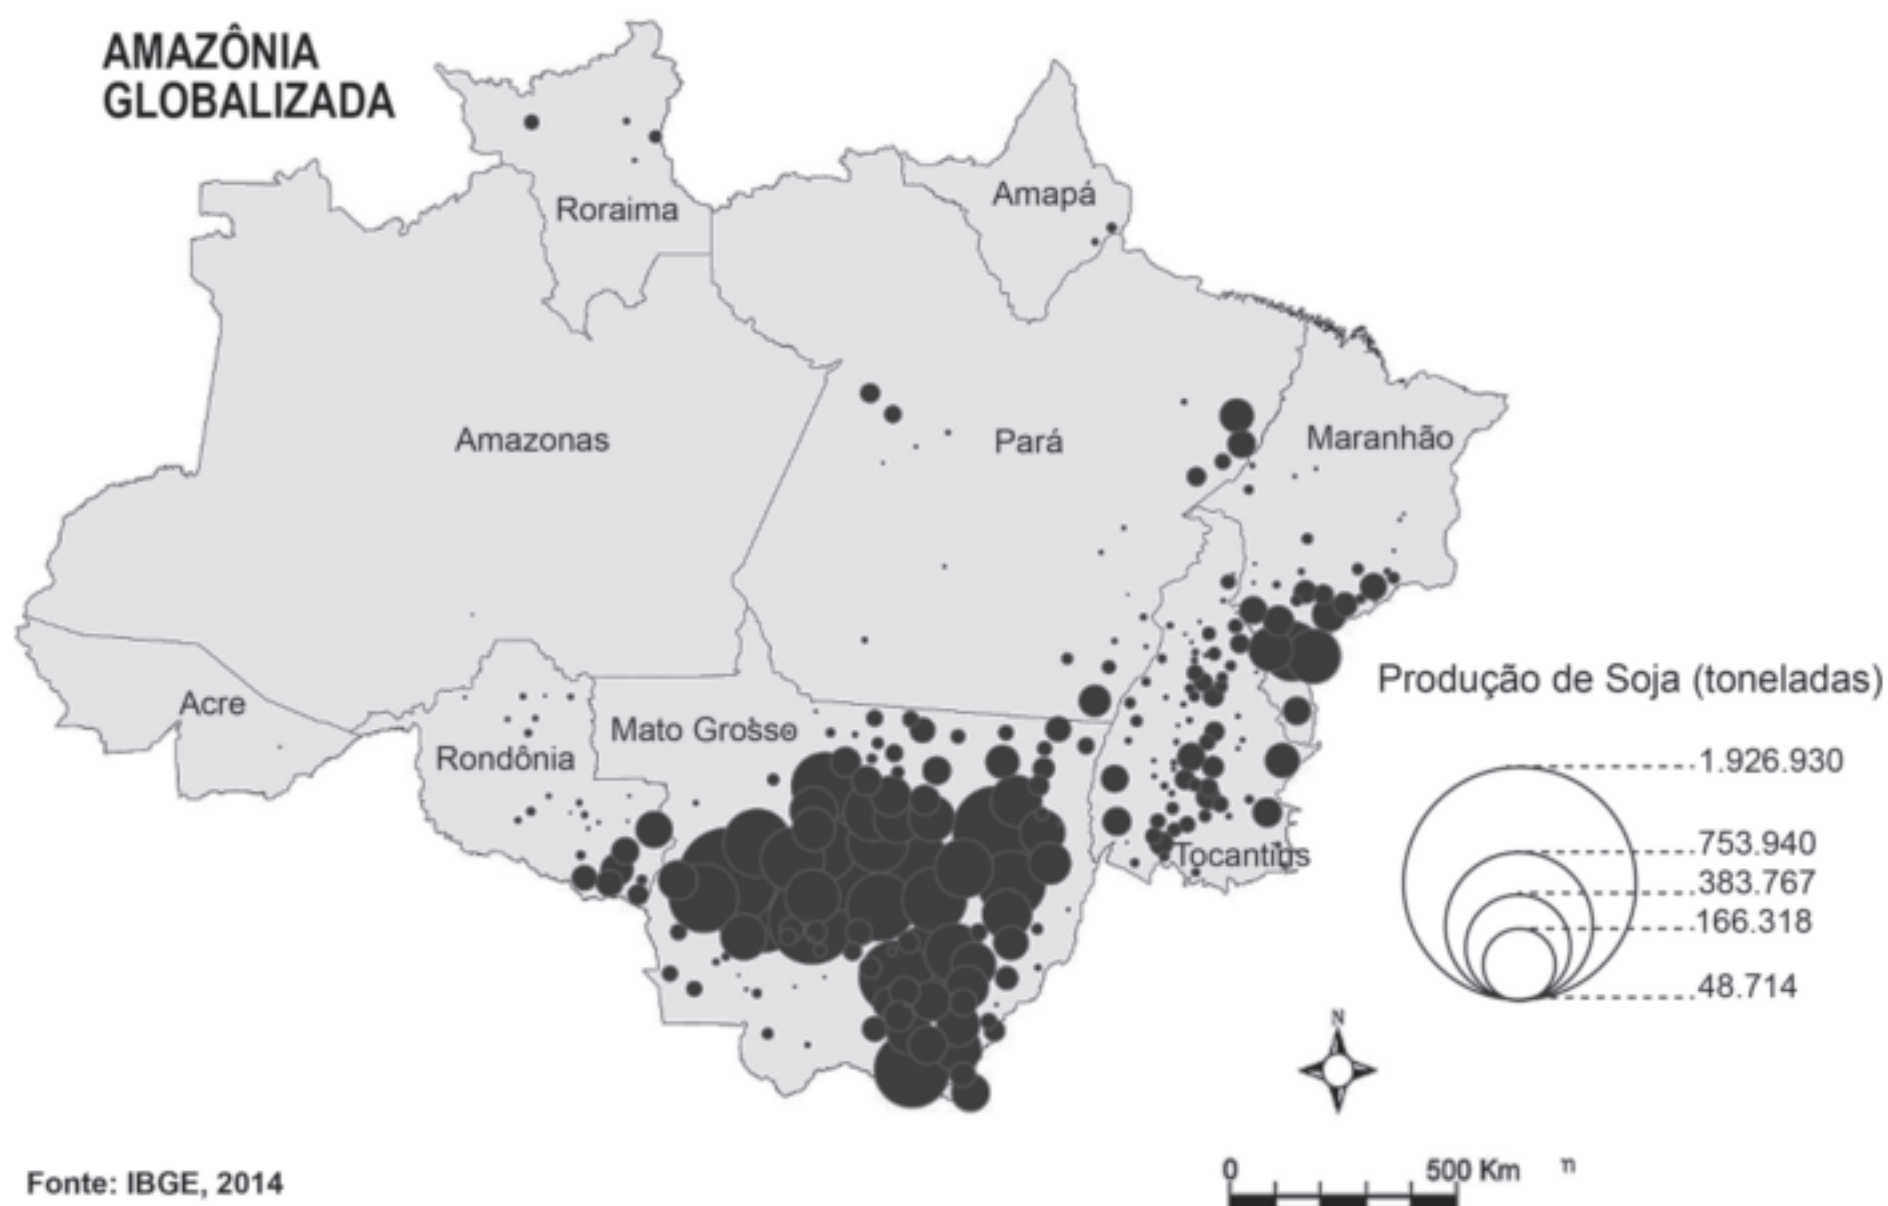 AMAZÔNIA
GLOBALIZADA
Roraima
Amapá
Amazonas
Pará
Maranhão
Acre
Rondônia
Mato Grosso
Tocantins
Produção de Soja (toneladas)
1.926.930
753.940
383.767
166.318
48.714
N
0 500 Km
Fonte: IBGE, 2014